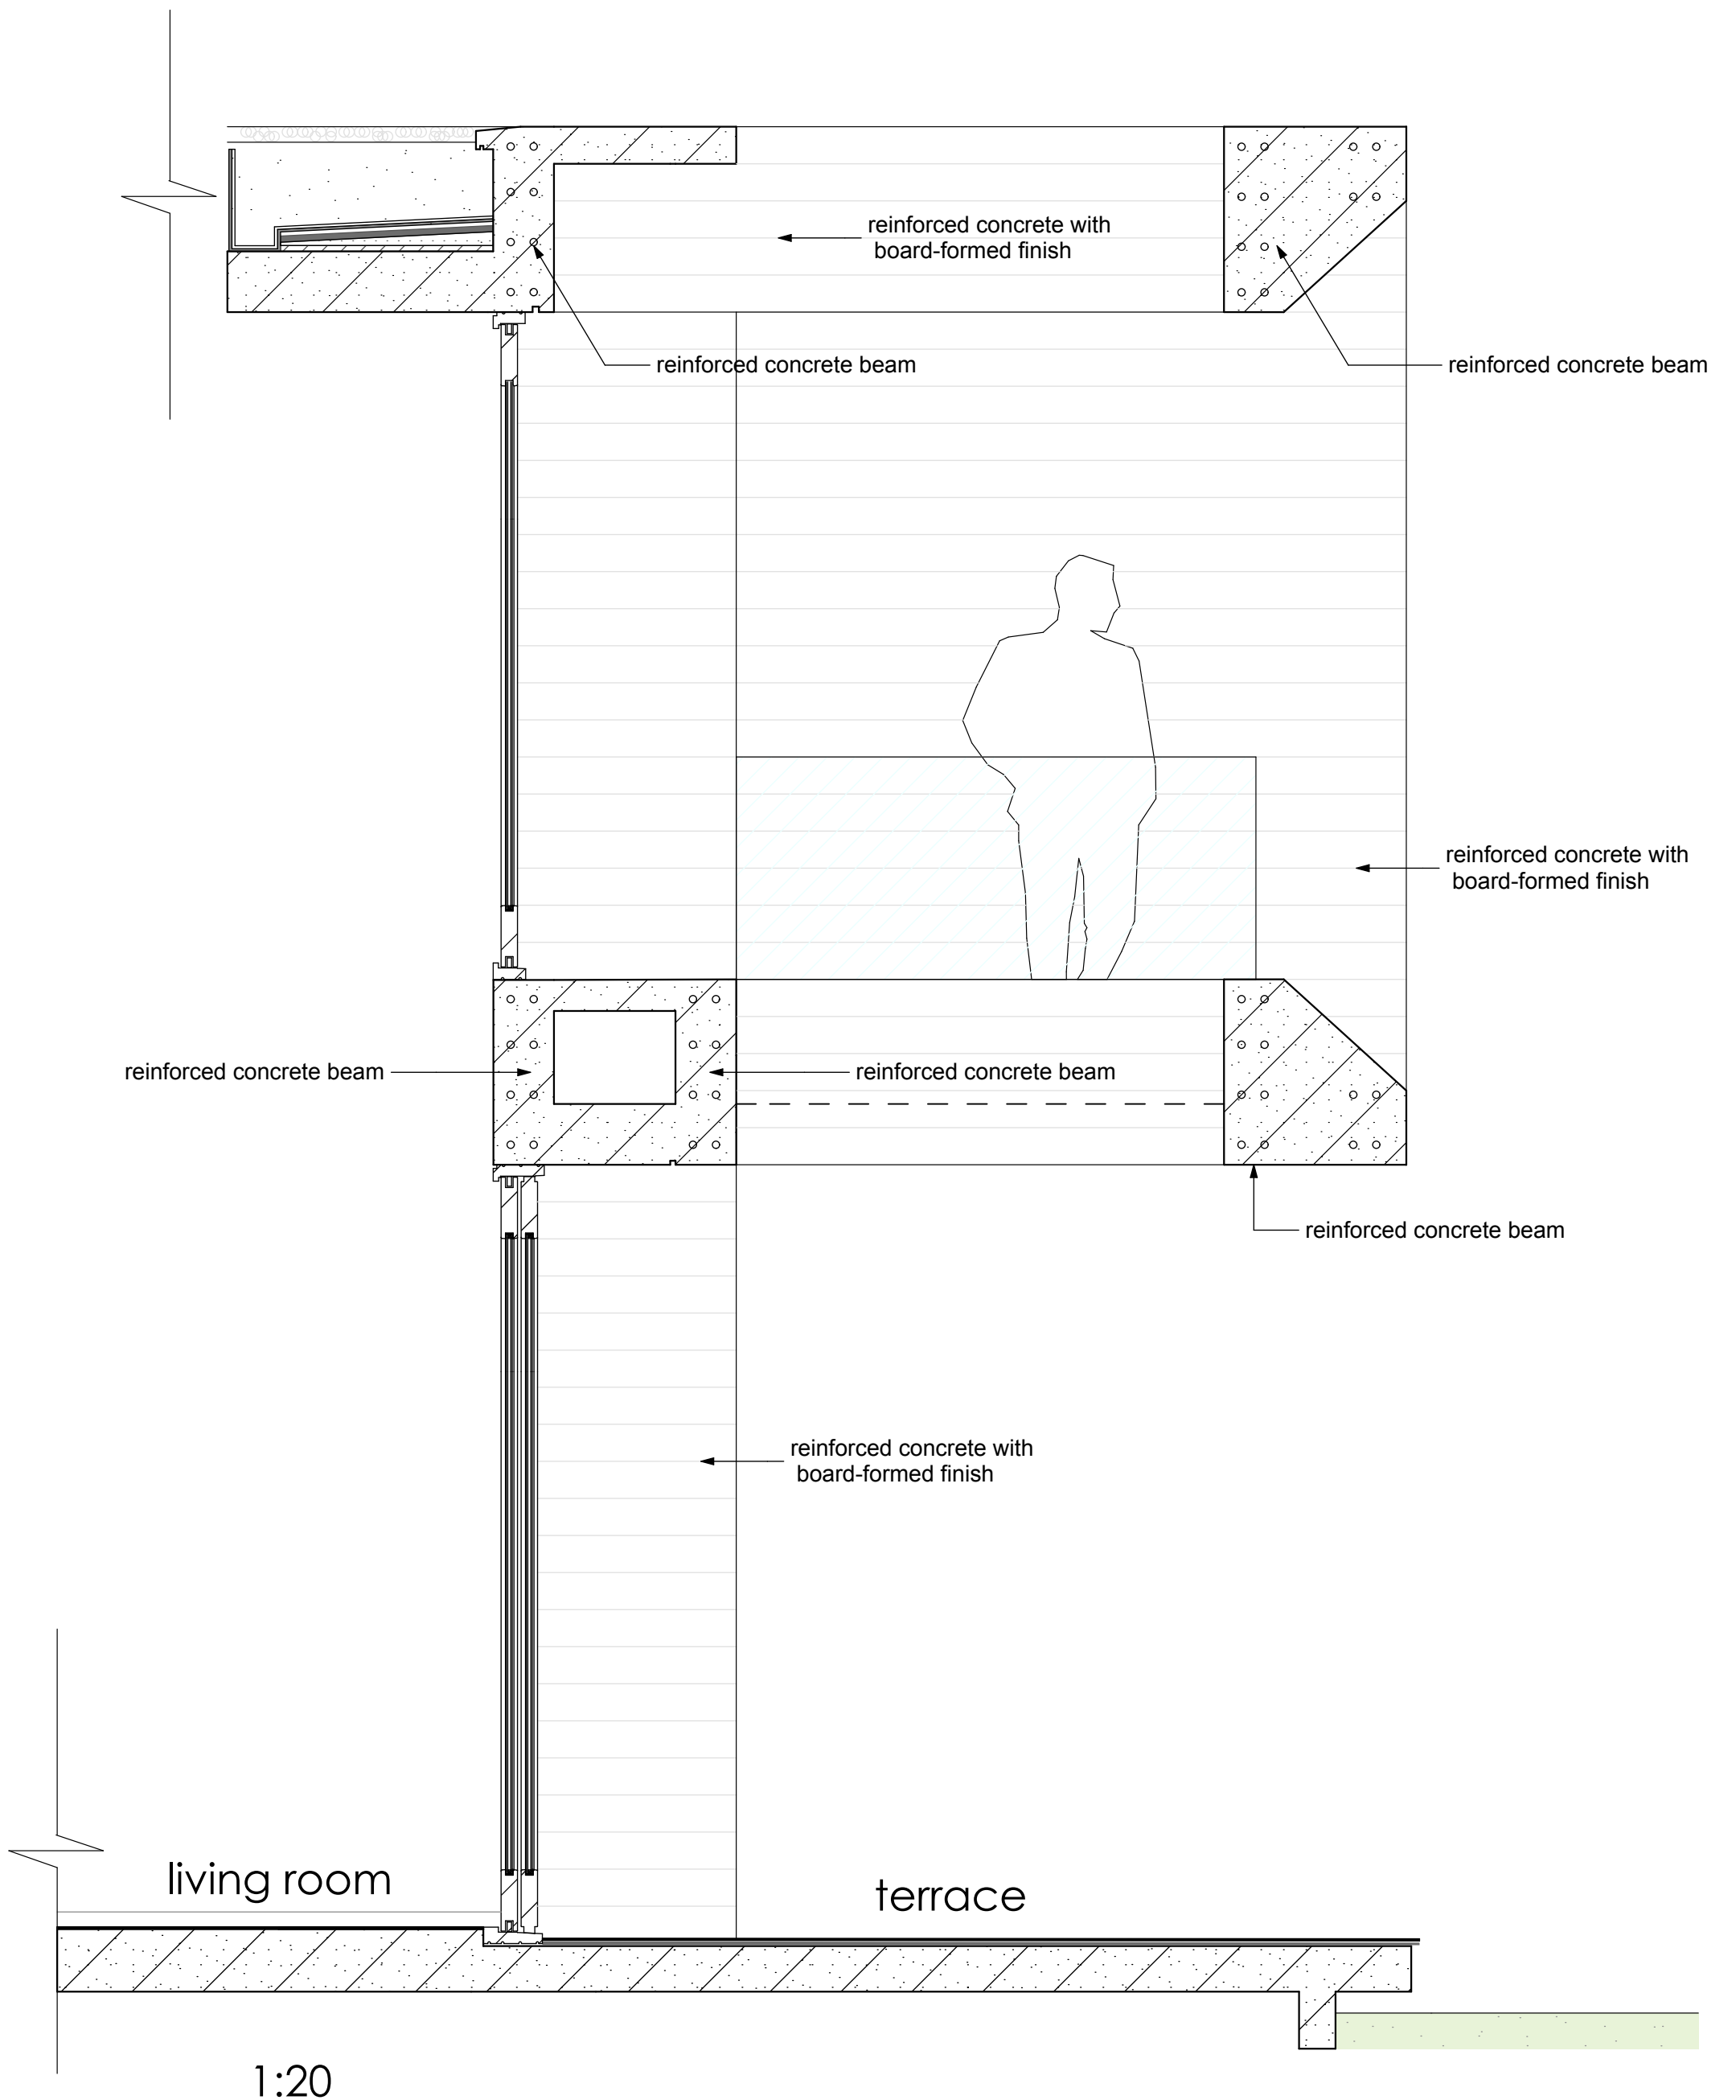 reinforced concrete with
board-formed finish
reinforced concrete beam
reinforced concrete beam
reinforced concrete with
board-formed finish
reinforced concrete beam
reinforced concrete beam
reinforced concrete beam
reinforced concrete with
board-formed finish
living room
terrace
1:20